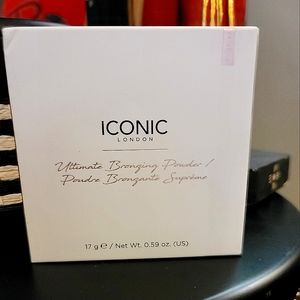 ICONIC
LONDON
Ultimate Bronzing Powder /
Poudre Bronzante Suprême
17 g ℮ / Net Wt. 0.59 oz. (US)